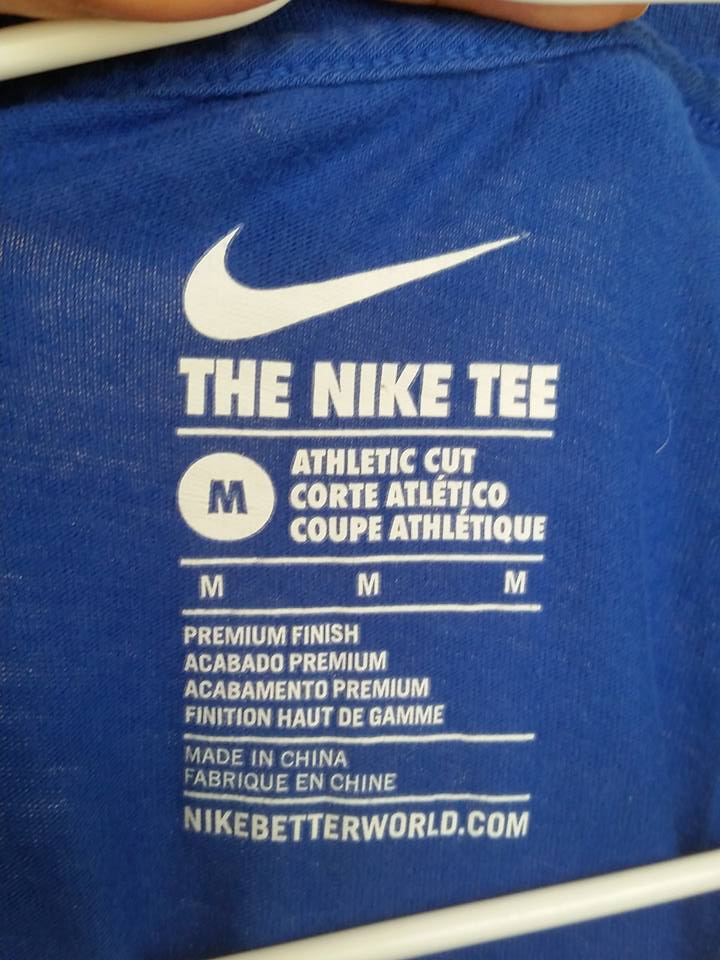 THE NIKE TEE
M
ATHLETIC CUT
CORTE ATLÉTICO
COUPE ATHLÉTIQUE
M M M
PREMIUM FINISH
ACABADO PREMIUM
ACABAMENTO PREMIUM
FINITION HAUT DE GAMME
MADE IN CHINA
FABRIQUE EN CHINE
NIKEBETTERWORLD.COM